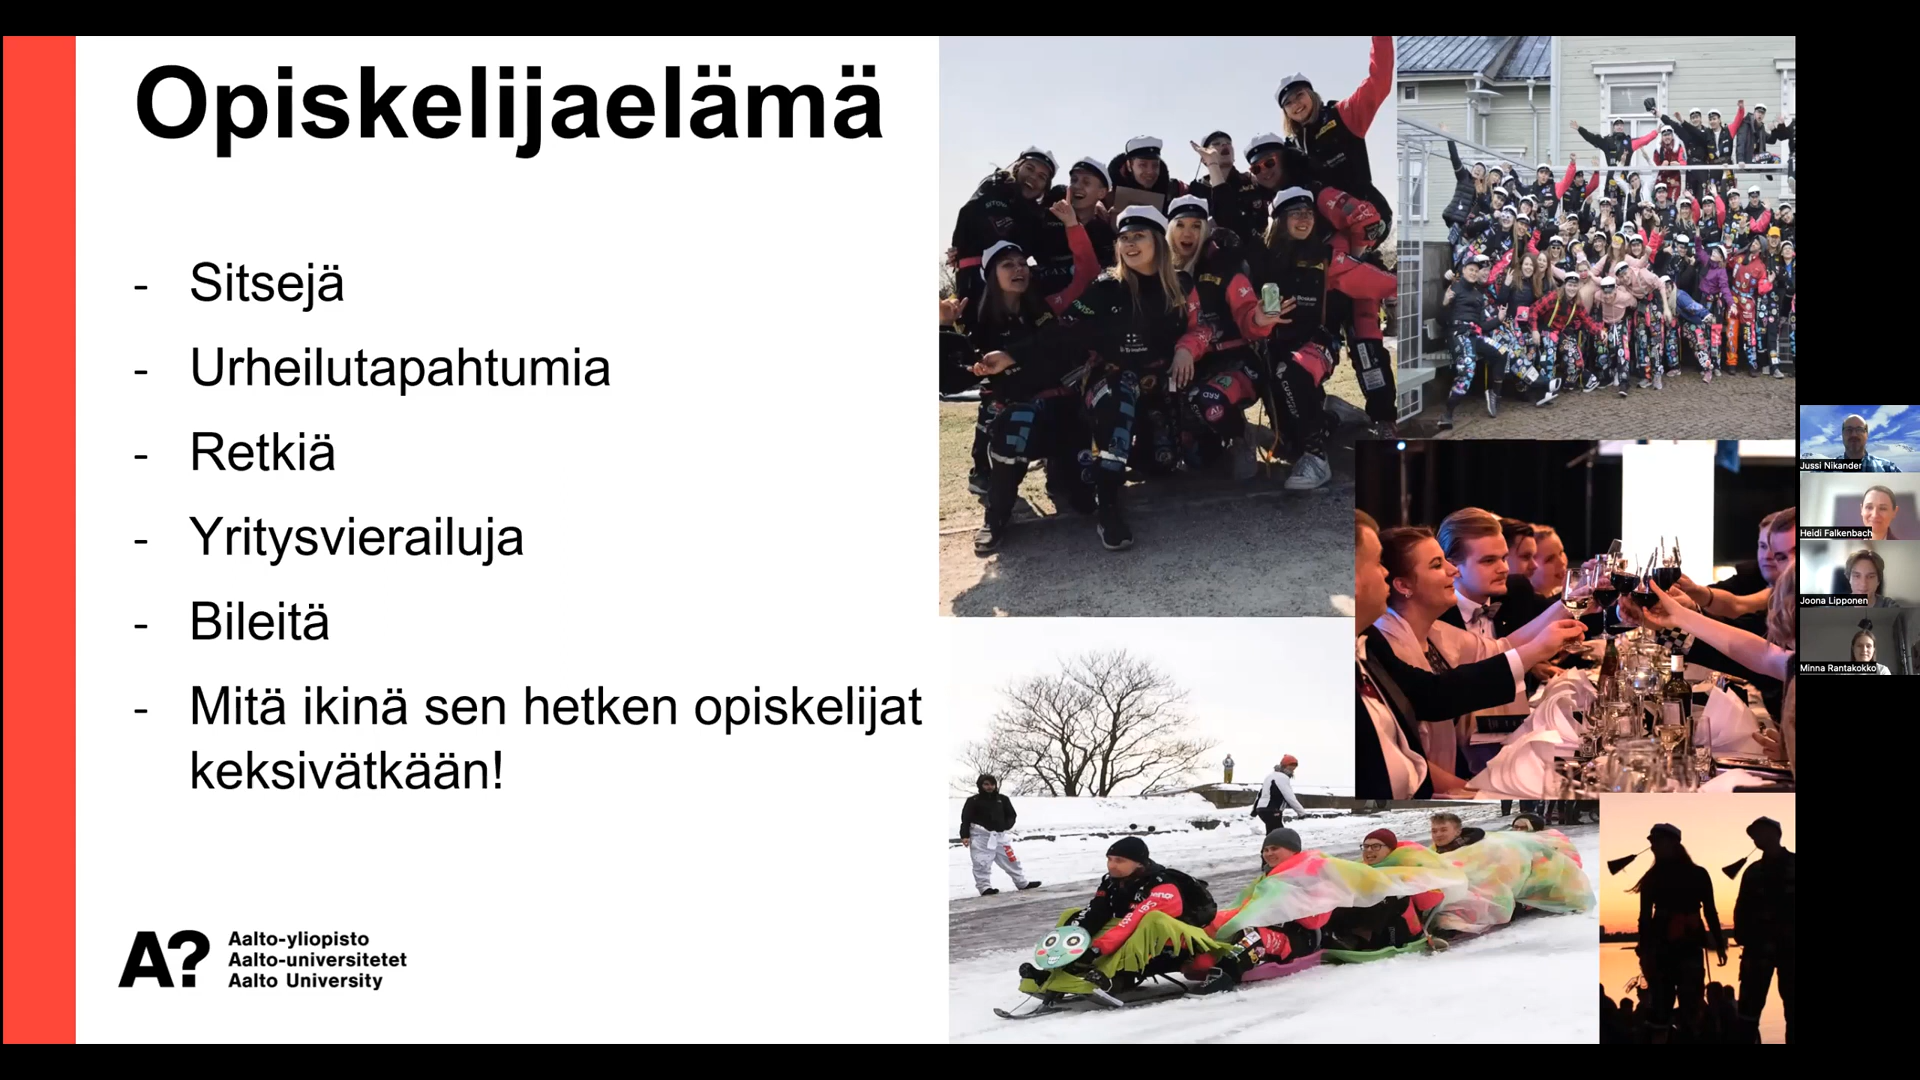 Opiskelijaelämä
- Sitsejä
- Urheilutapahtumia
- Retkiä
- Yritysvierailuja
- Bileitä
- Mitä ikinä sen hetken opiskelijat
keksivätkään!
A?
Aalto-yliopisto
Aalto-universitetet
Aalto University
Jussi Nikander
Heidi Falkenbach
Joona Lipponen
Minna Rantakokko